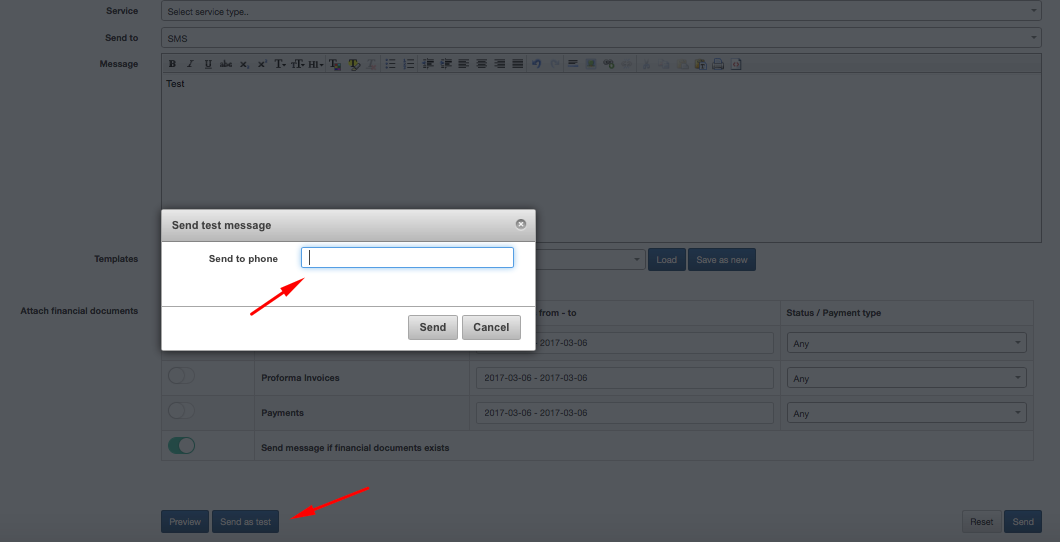 Service Select service type..
Send to SMS
Message B I U abc X, X² T T HI T T T
Test
Send test message
Send to phone
Send Cancel
Templates Load Save as new
Attach financial documents from - to Status / Payment type
- 2017-03-06 Any
Proforma Invoices 2017-03-06 - 2017-03-06 Any
Payments 2017-03-06 - 2017-03-06 Any
Send message if financial documents exists
Preview Send as test Reset Send